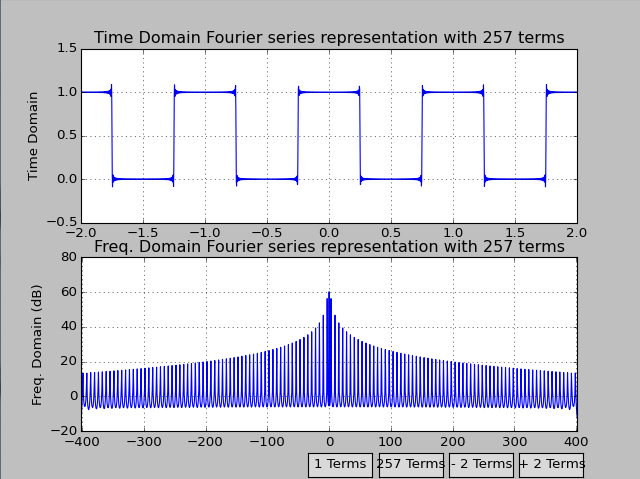 Time Domain Fourier series representation with 257 terms
1.5
1.0
0.5
0.0
−0.5
Time Domain
−2.0 −1.5 −1.0 −0.5 0.0 0.5 1.0 1.5 2.0
Freq. Domain Fourier series representation with 257 terms
80
60
40
20
0
−20
Freq. Domain (dB)
−400 −300 −200 −100 0 100 200 300 400
1 Terms 257 Terms - 2 Terms + 2 Terms